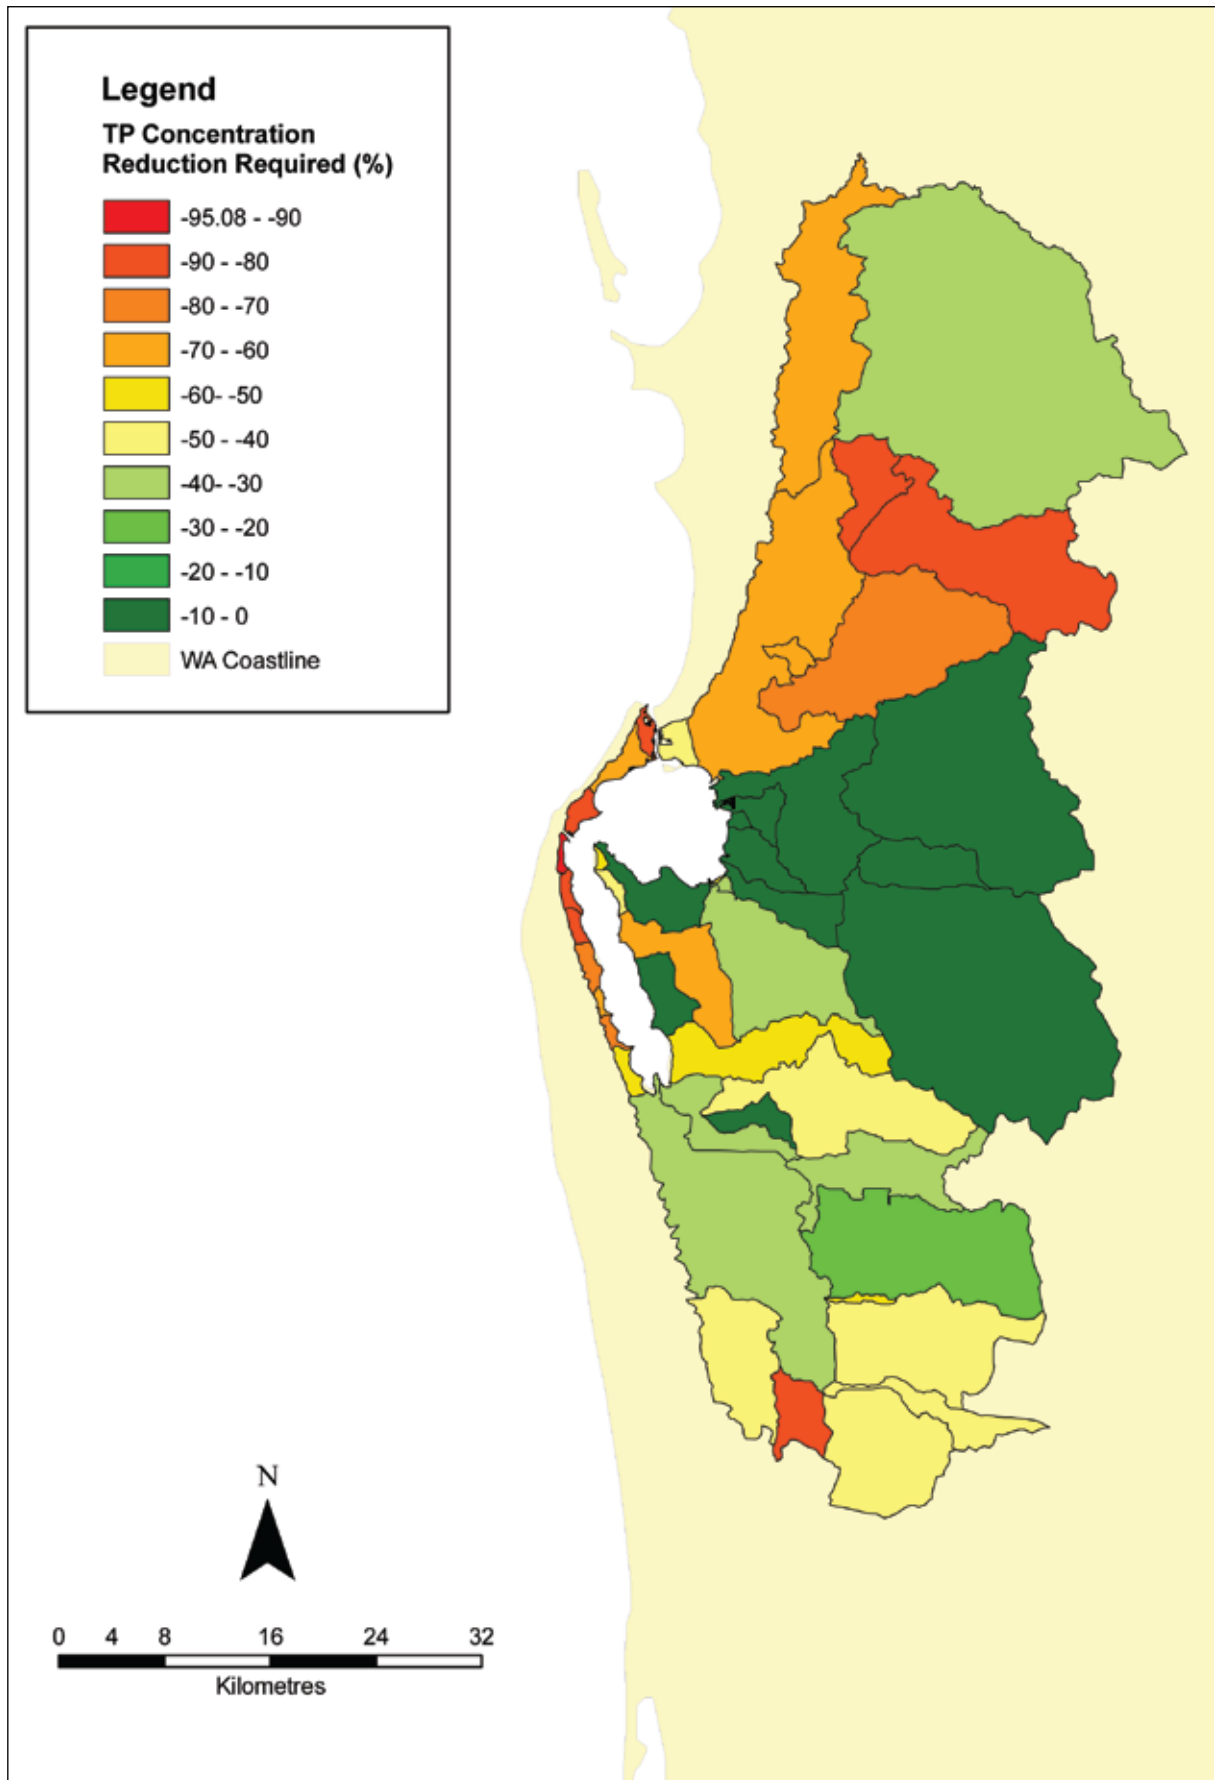 Legend
TP Concentration
Reduction Required (%)
-95.08 - -90
-90 - -80
-80 - -70
-70 - -60
-60- -50
-50 - -40
-40- -30
-30 - -20
-20 - -10
-10 - 0
WA Coastline
N
0 4 8 16 24 32
Kilometres